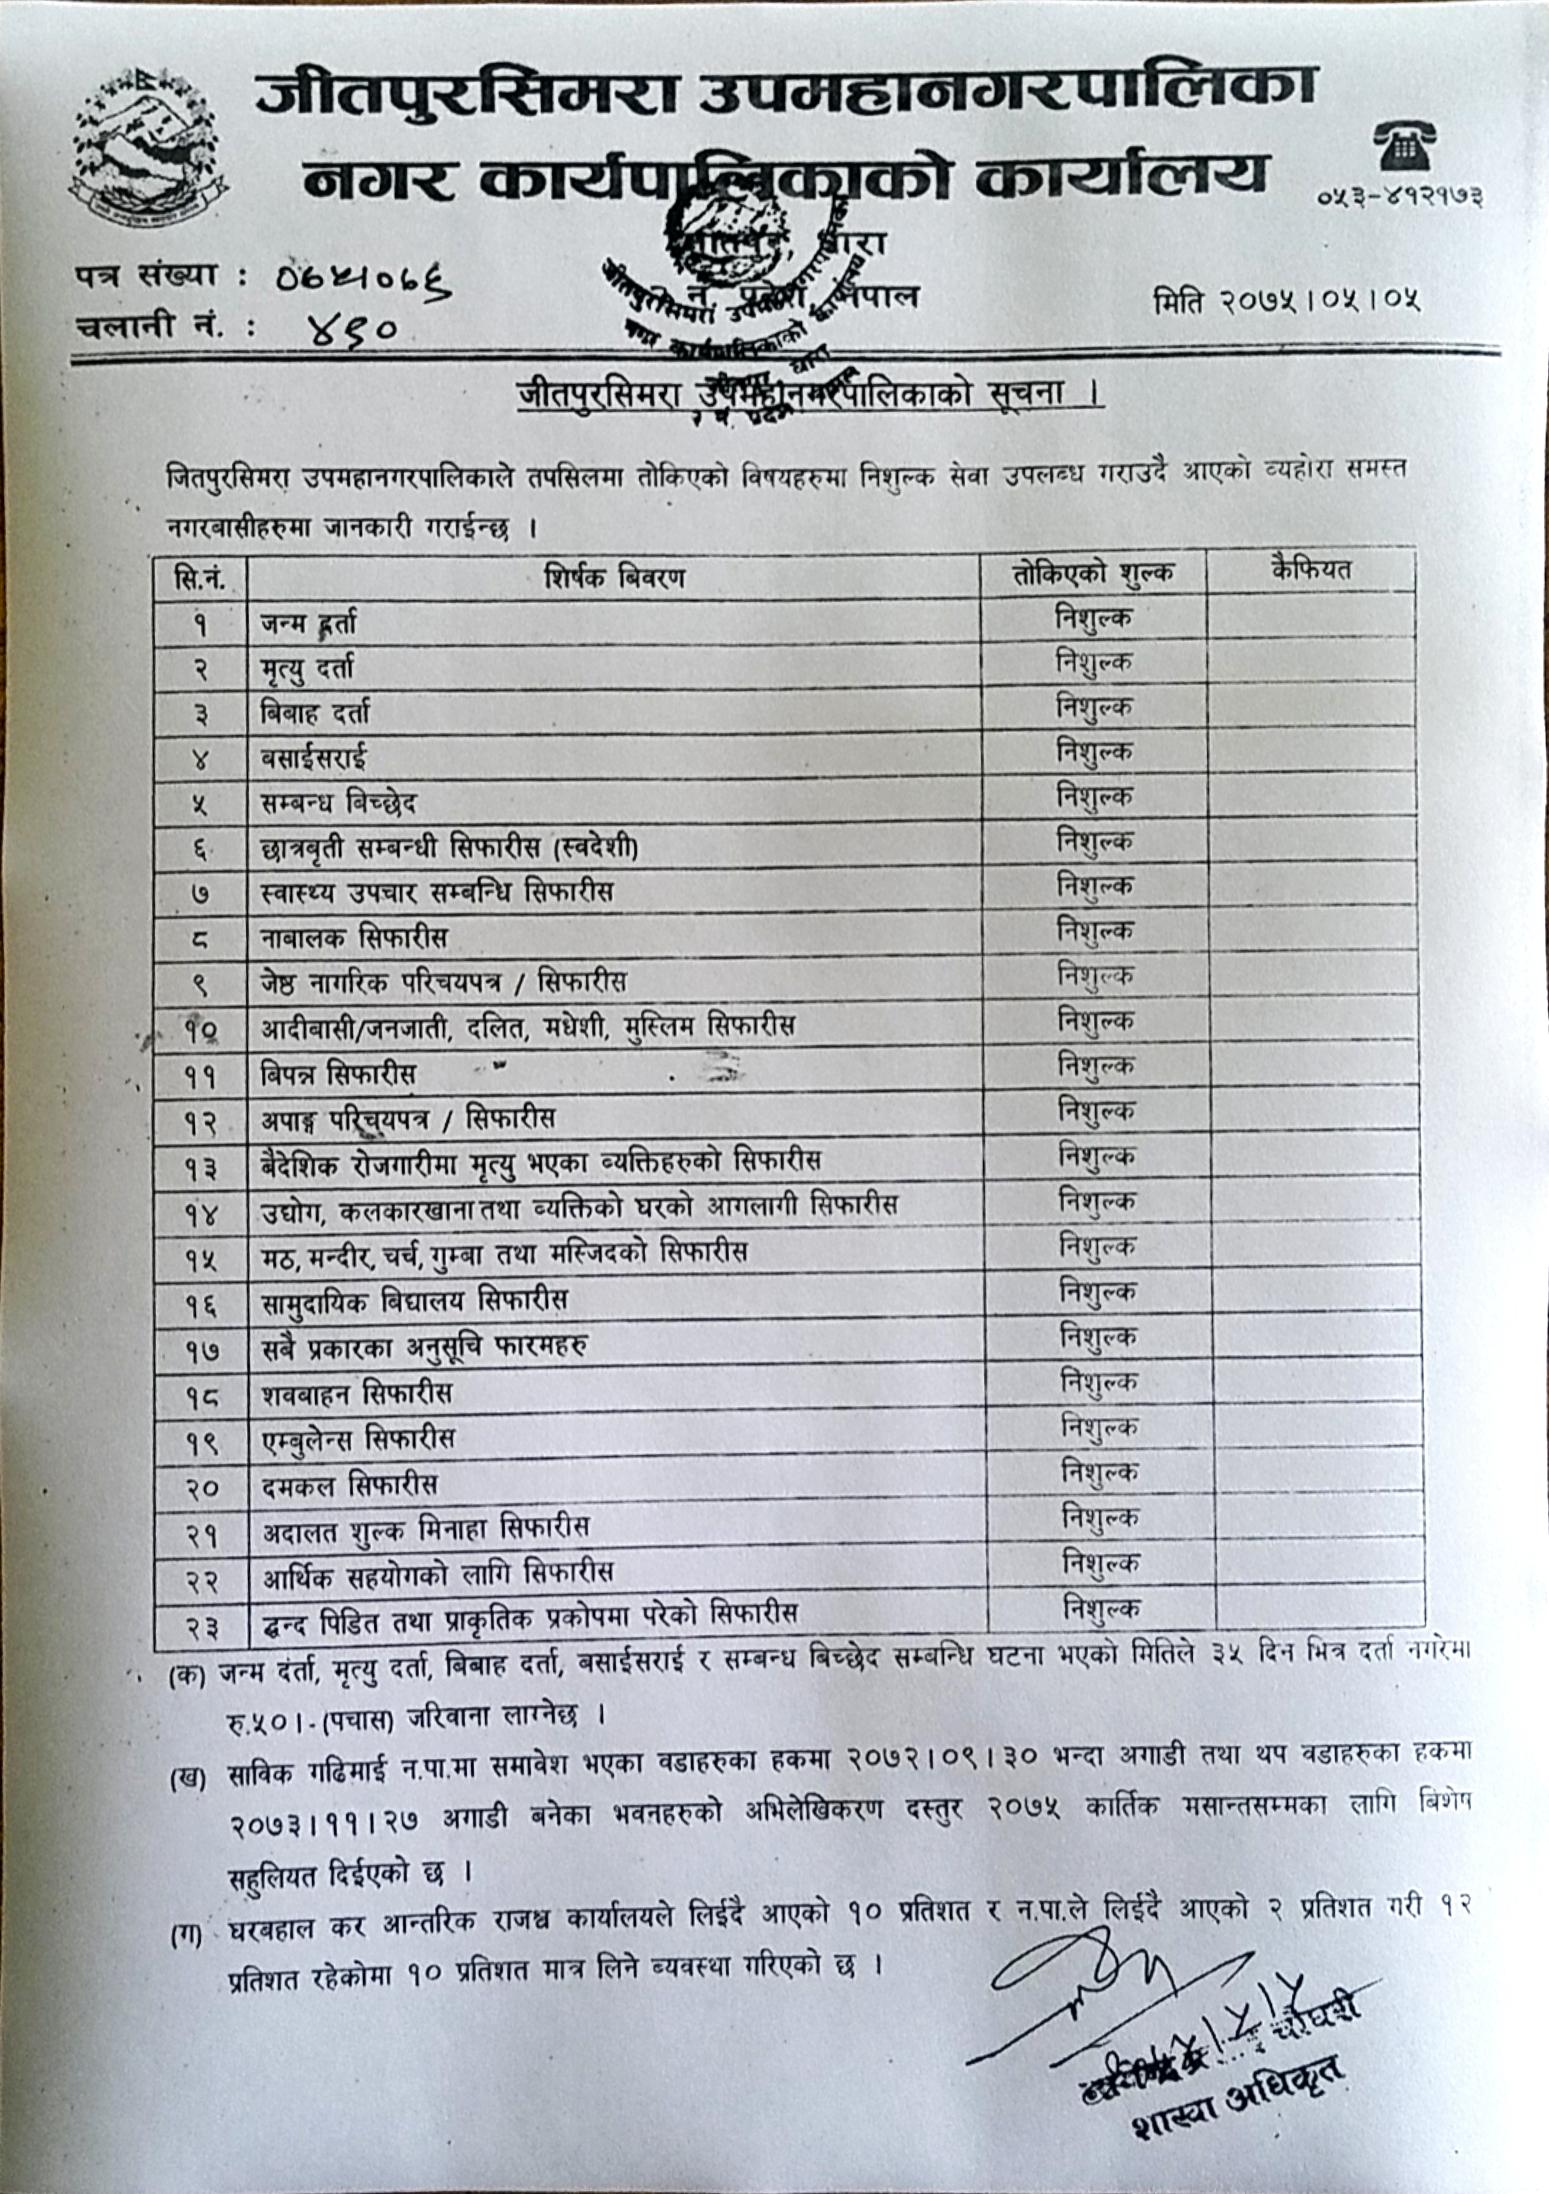 जीतपुरसिमरा उपमहानगरपालिका
नगर कार्यपालिकाको कार्यालय
०५३-४१२१७३
जीतपुर, बारा
पत्र संख्या : ०७५।०७६
नेपाल
मिति २०७५।०५।०५
चलानी नं. : ४९०
जीतपुरसिमरा उपमहानगरपालिकाको सूचना ।
जितपुरसिमरा उपमहानगरपालिकाले तपसिलमा तोकिएको विषयहरुमा निशुल्क सेवा उपलब्ध गराउदै आएको व्यहोरा समस्त
नगरबासीहरुमा जानकारी गराईन्छ ।
सि.नं. शिर्षक बिवरण तोकिएको शुल्क कैफियत
१ जन्म दर्ता निशुल्क
२ मृत्यु दर्ता निशुल्क
३ बिबाह दर्ता निशुल्क
४ बसाईसराई निशुल्क
५ सम्बन्ध बिच्छेद निशुल्क
६ छात्रबृती सम्बन्धी सिफारीस (स्वदेशी) निशुल्क
७ स्वास्थ्य उपचार सम्बन्धि सिफारीस निशुल्क
८ नाबालक सिफारीस निशुल्क
९ जेष्ठ नागरिक परिचयपत्र / सिफारीस निशुल्क
१० आदीबासी/जनजाती, दलित, मधेशी, मुस्लिम सिफारीस निशुल्क
११ बिपन्न सिफारीस निशुल्क
१२ अपाङ्ग परिचयपत्र / सिफारीस निशुल्क
१३ बैदेशिक रोजगारीमा मृत्यु भएका व्यक्तिहरुको सिफारीस निशुल्क
१४ उद्योग, कलकारखाना तथा व्यक्तिको घरको आगलागी सिफारीस निशुल्क
१५ मठ, मन्दीर, चर्च, गुम्बा तथा मस्जिदको सिफारीस निशुल्क
१६ सामुदायिक बिद्यालय सिफारीस निशुल्क
१७ सबै प्रकारका अनुसूचि फारमहरु निशुल्क
१८ शवबाहन सिफारीस निशुल्क
१९ एम्बुलेन्स सिफारीस निशुल्क
२० दमकल सिफारीस निशुल्क
२१ अदालत शुल्क मिनाहा सिफारीस निशुल्क
२२ आर्थिक सहयोगको लागि सिफारीस निशुल्क
२३ द्वन्द पिडित तथा प्राकृतिक प्रकोपमा परेको सिफारीस निशुल्क
(क) जन्म दर्ता, मृत्यु दर्ता, बिबाह दर्ता, बसाईसराई र सम्बन्ध बिच्छेद सम्बन्धि घटना भएको मितिले ३५ दिन भित्र दर्ता नगरेमा
रु.५०।-(पचास) जरिवाना लाग्नेछ ।
(ख) साविक गढिमाई न.पा.मा समावेश भएका वडाहरुका हकमा २०७२।०९।३० भन्दा अगाडी तथा थप वडाहरुका हकमा
२०७३।११।२७ अगाडी बनेका भवनहरुको अभिलेखिकरण दस्तुर २०७५ कार्तिक मसान्तसम्मका लागि बिशेष
सहुलियत दिईएको छ ।
(ग) घरबहाल कर आन्तरिक राजश्व कार्यालयले लिईदै आएको १० प्रतिशत र न.पा.ले लिईदै आएको २ प्रतिशत गरी १२
प्रतिशत रहेकोमा १० प्रतिशत मात्र लिने ब्यवस्था गरिएको छ ।
चौधरी
शाखा अधिकृत